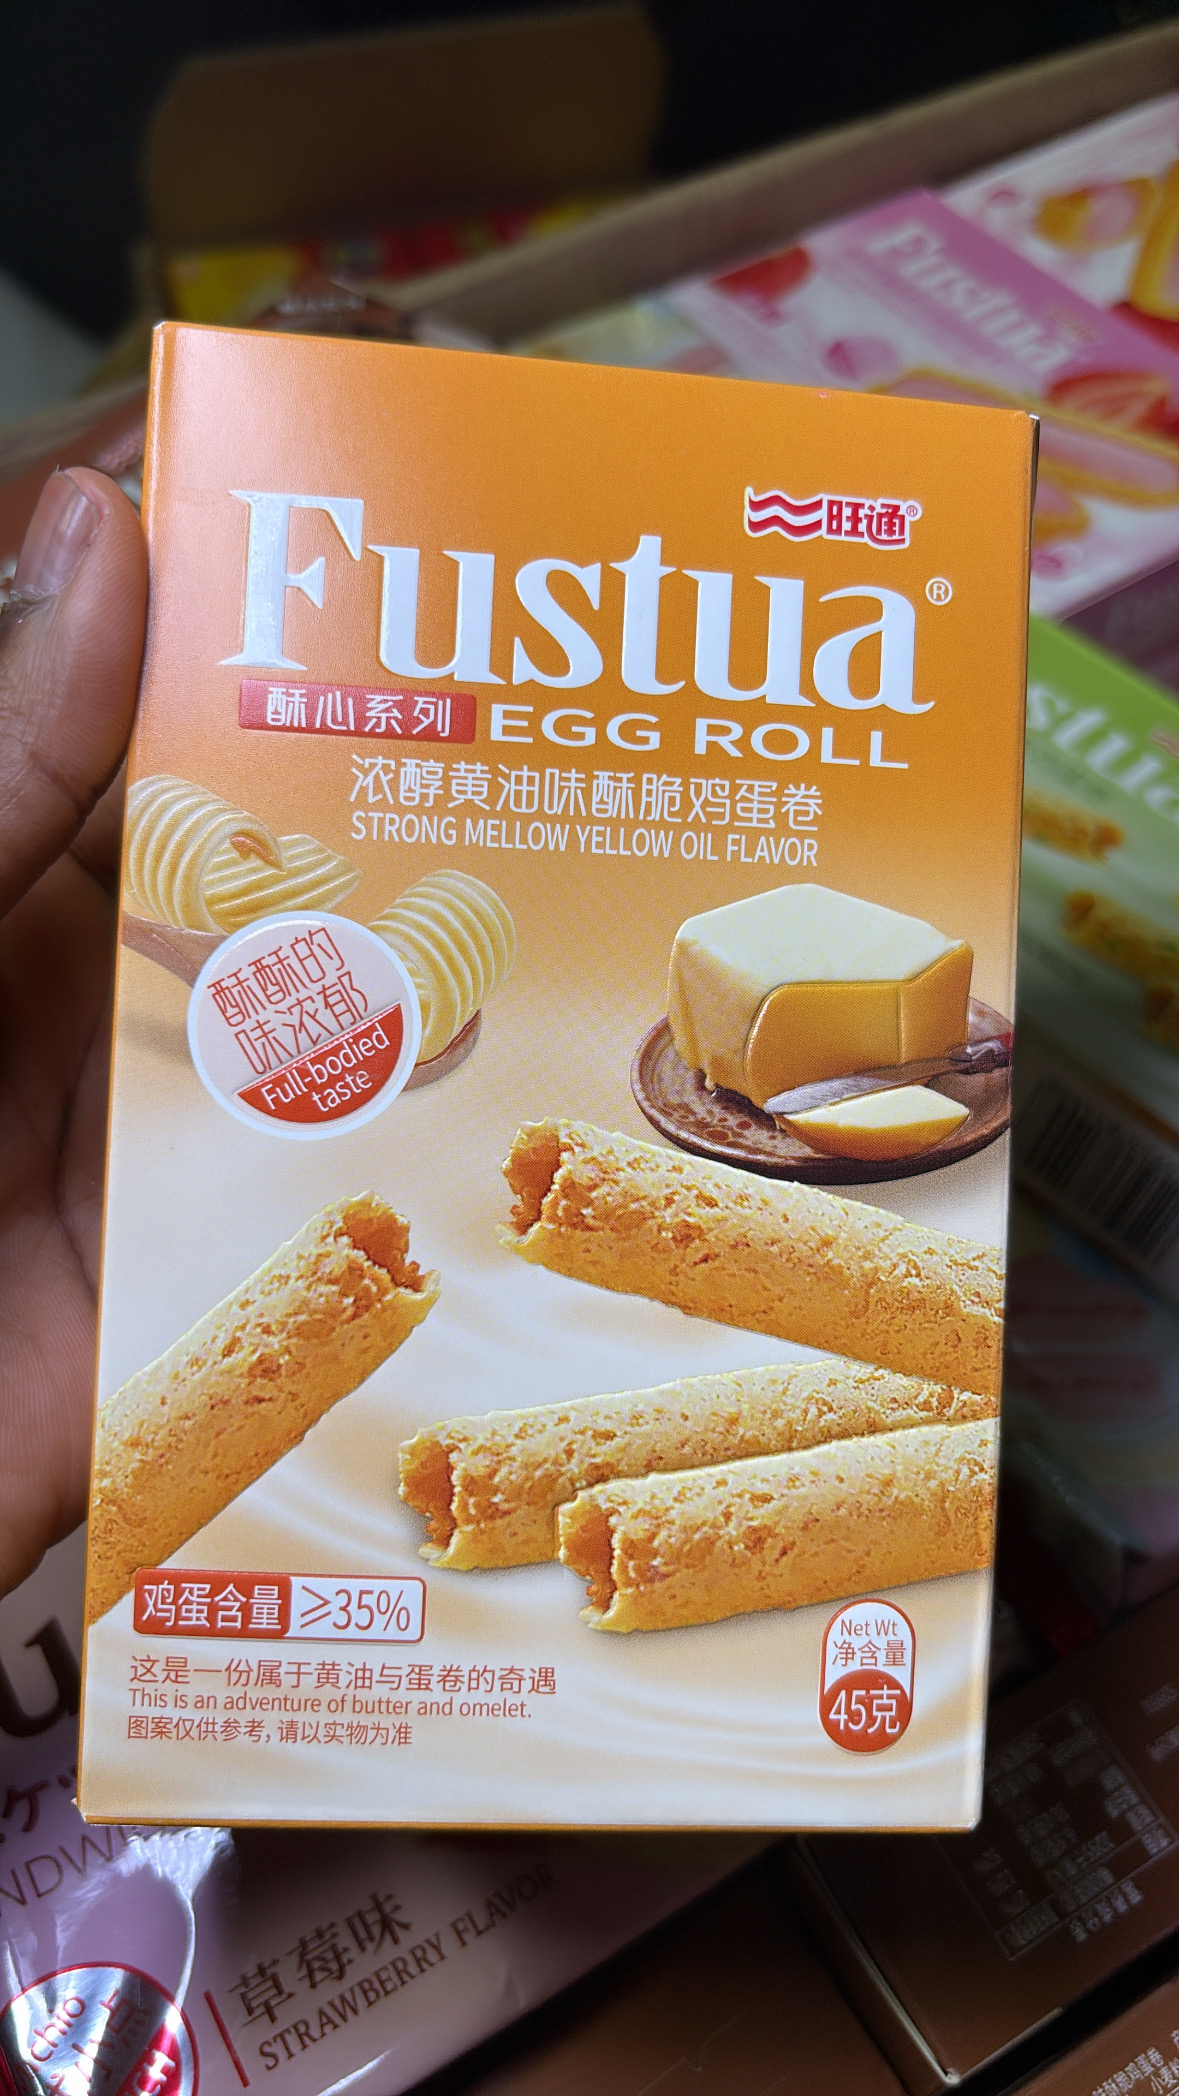 Fustua
旺通®
Fustua®
酥心系列 EGG ROLL
浓醇黄油味酥脆鸡蛋卷
STRONG MELLOW YELLOW OIL FLAVOR
酥酥的
味浓郁
Full-bodied
taste
鸡蛋含量 ≥35%
这是一份属于黄油与蛋卷的奇遇
This is an adventure of butter and omelet.
图案仅供参考,请以实物为准
Net Wt
净含量
45克
草莓味
STRAWBERRY FLAVOR